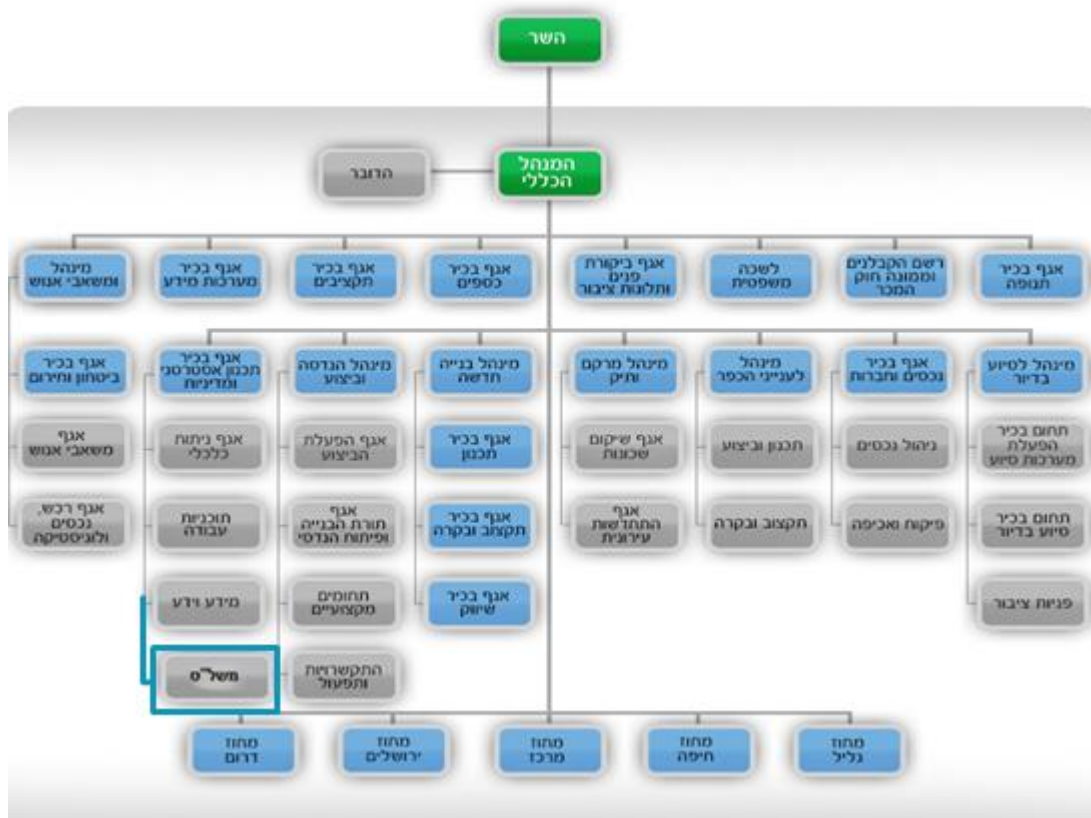 השר
המנהל
הכללי
הדובר
אגף בכיר
תנופה
רשם הקבלנים
וממונה חוק
המכר
לשכה
משפטית
אגף ביקורת
פנים
ותלונות ציבור
אגף בכיר
כספים
אגף בכיר
תקציבים
אגף בכיר
מערכות מידע
מינהל
ומשאבי אנוש
מינהל לסיוע
בדיור
אגף בכיר
נכסים וחברות
מינהל
לענייני הכפר
מינהל מרקם
ותיק
מינהל בנייה
חדשה
מינהל הנדסה
וביצוע
אגף בכיר
תכנון אסטרטגי
ומדיניות
אגף בכיר
ביטחון וחירום
תחום בכיר
הפעלת
מערכות סיוע
ניהול נכסים
תכנון וביצוע
אגף שיקום
שכונות
אגף בכיר
תכנון
אגף הפעלת
הביצוע
אגף ניתוח
כלכלי
אגף
משאבי אנוש
תחום בכיר
סיוע בדיור
פיקוח ואכיפה
תקצוב ובקרה
אגף
התחדשות
עירונית
אגף בכיר
תקצוב ובקרה
אגף
תורת הבנייה
ופיתוח הנדסי
תוכניות
עבודה
אגף רכש,
נכסים
ולוגיסטיקה
פניות ציבור
אגף בכיר
שיווק
תחומים
מקצועיים
מידע וידע
התקשרויות
ותפעול
משל"ס
מחוז
גליל
מחוז
חיפה
מחוז
מרכז
מחוז
ירושלים
מחוז
דרום